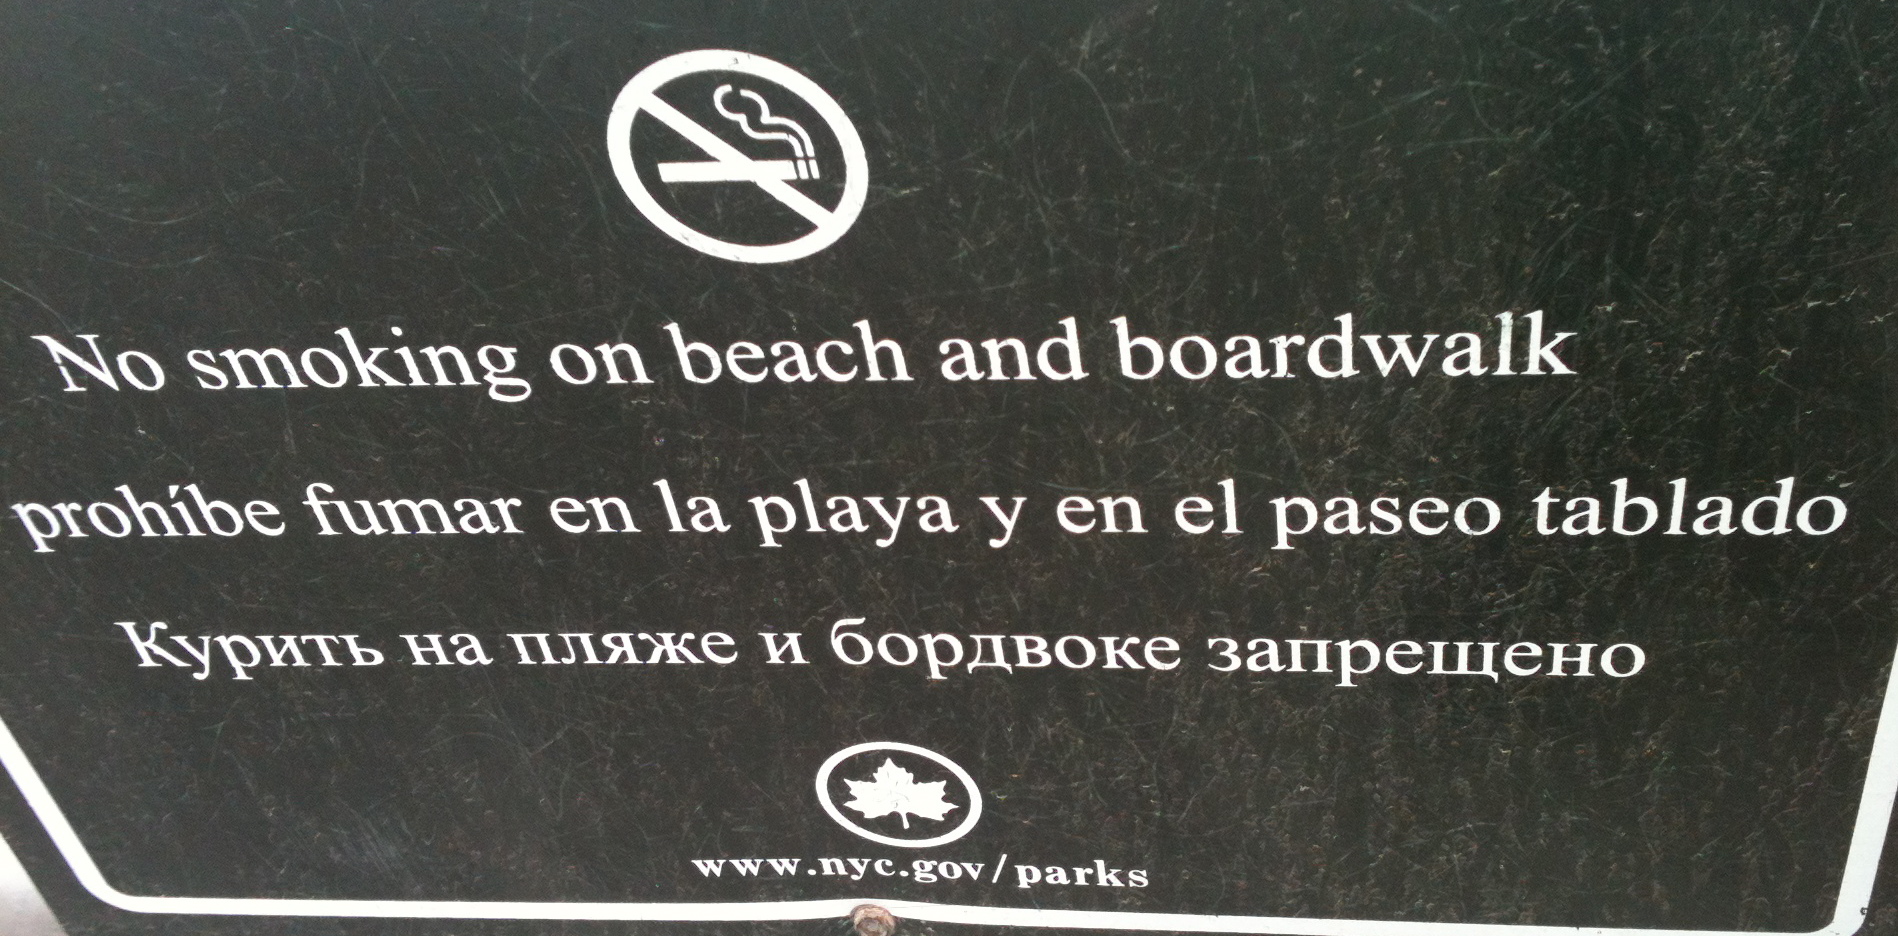 No smoking on beach and boardwalk
prohíbe fumar en la playa y en el paseo tablado
Курить на пляже и бордвоке запрещено
www.nyc.gov/parks